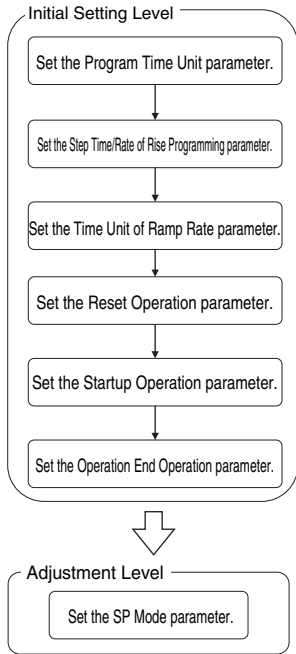 Initial Setting Level
Set the Program Time Unit parameter.
Set the Step Time/Rate of Rise Programming parameter.
Set the Time Unit of Ramp Rate parameter.
Set the Reset Operation parameter.
Set the Startup Operation parameter.
Set the Operation End Operation parameter.
Adjustment Level
Set the SP Mode parameter.